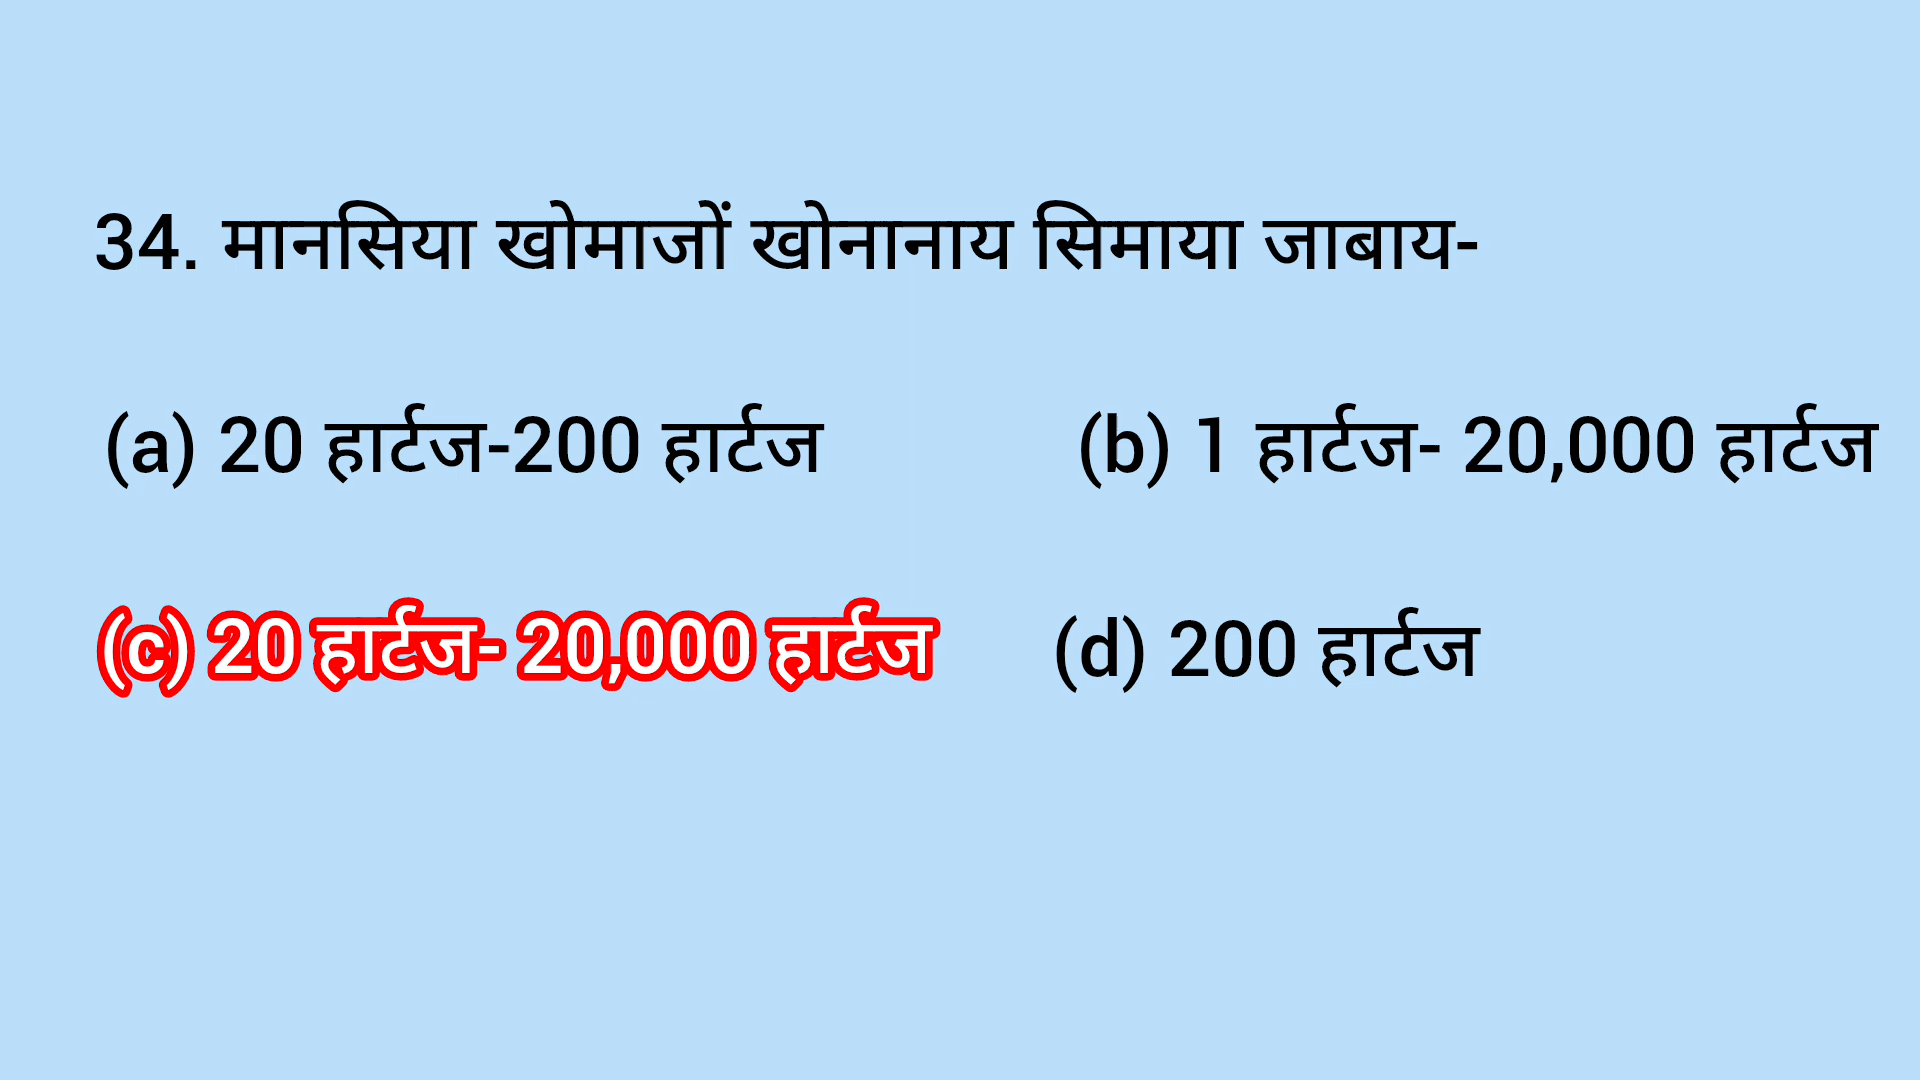 34. मानसिया खोमाजों खोनानाय सिमाया जाबाय-
(a) 20 हार्टज-200 हार्टज (b) 1 हार्टज- 20,000 हार्टज
(c) 20 हार्टज- 20,000 हार्टज (d) 200 हार्टज